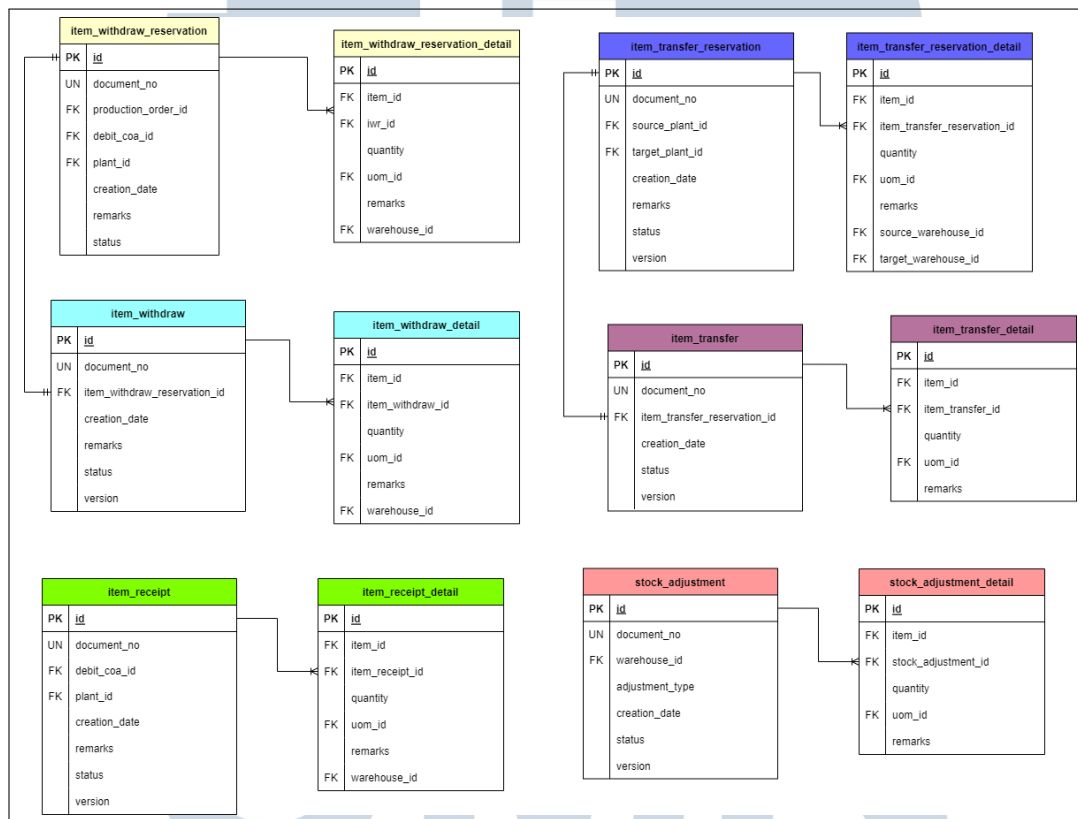 item_withdraw_reservation
PK id
UN document_no
FK production_order_id
FK debit_coa_id
FK plant_id
creation_date
remarks
status
item_withdraw_reservation_detail
PK id
FK item_id
FK iwr_id
quantity
FK uom_id
remarks
FK warehouse_id
item_transfer_reservation
PK id
UN document_no
FK source_plant_id
FK target_plant_id
creation_date
remarks
status
version
item_transfer_reservation_detail
PK id
FK item_id
FK item_transfer_reservation_id
quantity
FK uom_id
remarks
FK source_warehouse_id
FK target_warehouse_id
item_withdraw
PK id
UN document_no
FK item_withdraw_reservation_id
creation_date
remarks
status
version
item_withdraw_detail
PK id
FK item_id
FK item_withdraw_id
quantity
FK uom_id
remarks
FK warehouse_id
item_transfer
PK id
UN document_no
FK item_transfer_reservation_id
creation_date
status
version
item_transfer_detail
PK id
FK item_id
FK item_transfer_id
quantity
FK uom_id
remarks
item_receipt
PK id
UN document_no
FK debit_coa_id
FK plant_id
creation_date
remarks
status
version
item_receipt_detail
PK id
FK item_id
FK item_receipt_id
quantity
FK uom_id
remarks
FK warehouse_id
stock_adjustment
PK id
UN document_no
FK warehouse_id
adjustment_type
creation_date
status
version
stock_adjustment_detail
PK id
FK item_id
FK stock_adjustment_id
quantity
FK uom_id
remarks